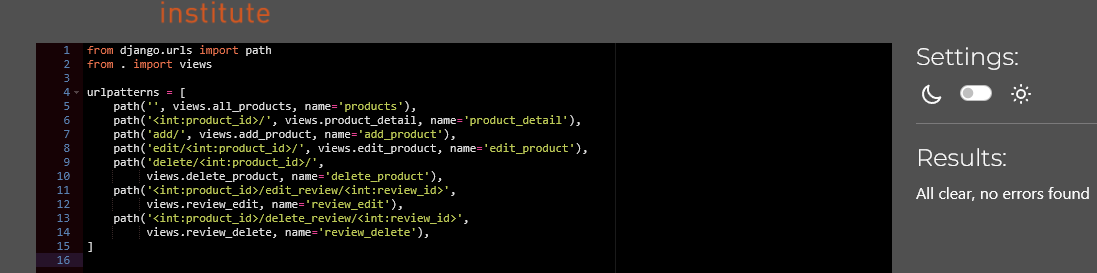 institute
1 from django.urls import path
2 from . import views
3
4 urlpatterns = [
5     path('', views.all_products, name='products'),
6     path('<int:product_id>/', views.product_detail, name='product_detail'),
7     path('add/', views.add_product, name='add_product'),
8     path('edit/<int:product_id>/', views.edit_product, name='edit_product'),
9     path('delete/<int:product_id>/',
10         views.delete_product, name='delete_product'),
11     path('<int:product_id>/edit_review/<int:review_id>',
12         views.review_edit, name='review_edit'),
13     path('<int:product_id>/delete_review/<int:review_id>',
14         views.review_delete, name='review_delete'),
15 ]
16
Settings:
Results:
All clear, no errors found